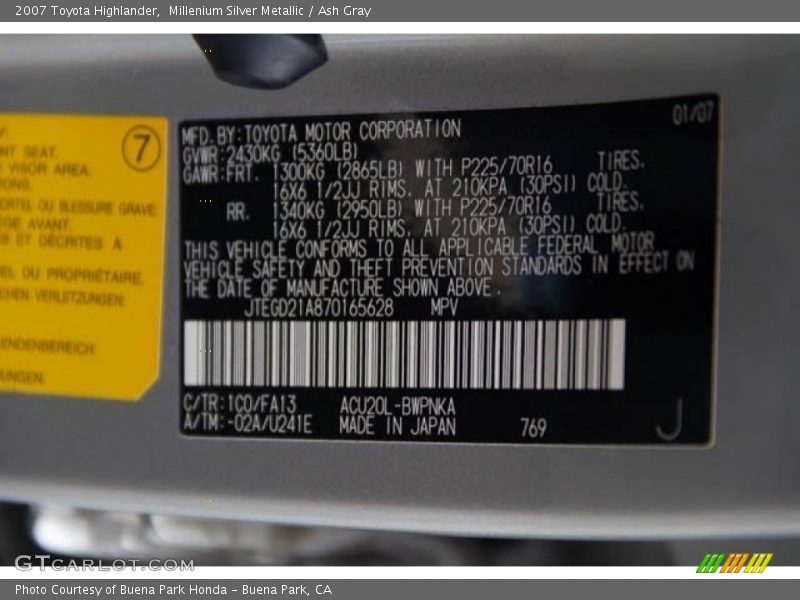 2007 Toyota Highlander, Millenium Silver Metallic / Ash Gray
7
NT SEAT.
VISOR AREA.
ORTEL OU BLESSURE GRAVE
EGE AVANT.
S ET DÉCRITES À
EL DU PROPRIÉTAIRE.
CHEN VERLETZUNGEN
ENDENBEREICH
UNGEN.
01/07
MFD. BY: TOYOTA MOTOR CORPORATION
GVWR: 2430KG (5360LB)
GAWR: FRT. 1300KG (2865LB) WITH P225/70R16 TIRES.
16X6 1/2JJ RIMS, AT 210KPA (30PSI) COLD.
RR. 1340KG (2950LB) WITH P225/70R16 TIRES.
16X6 1/2JJ RIMS, AT 210KPA (30PSI) COLD.
THIS VEHICLE CONFORMS TO ALL APPLICABLE FEDERAL MOTOR
VEHICLE SAFETY AND THEFT PREVENTION STANDARDS IN EFFECT ON
THE DATE OF MANUFACTURE SHOWN ABOVE.
JTEGD21A870165628 MPV
C/TR: 1C0/FA13 ACU20L-BWPNKA
A/TM: -02A/U241E MADE IN JAPAN 769
J
GTCARLOT.COM
Photo Courtesy of Buena Park Honda - Buena Park, CA